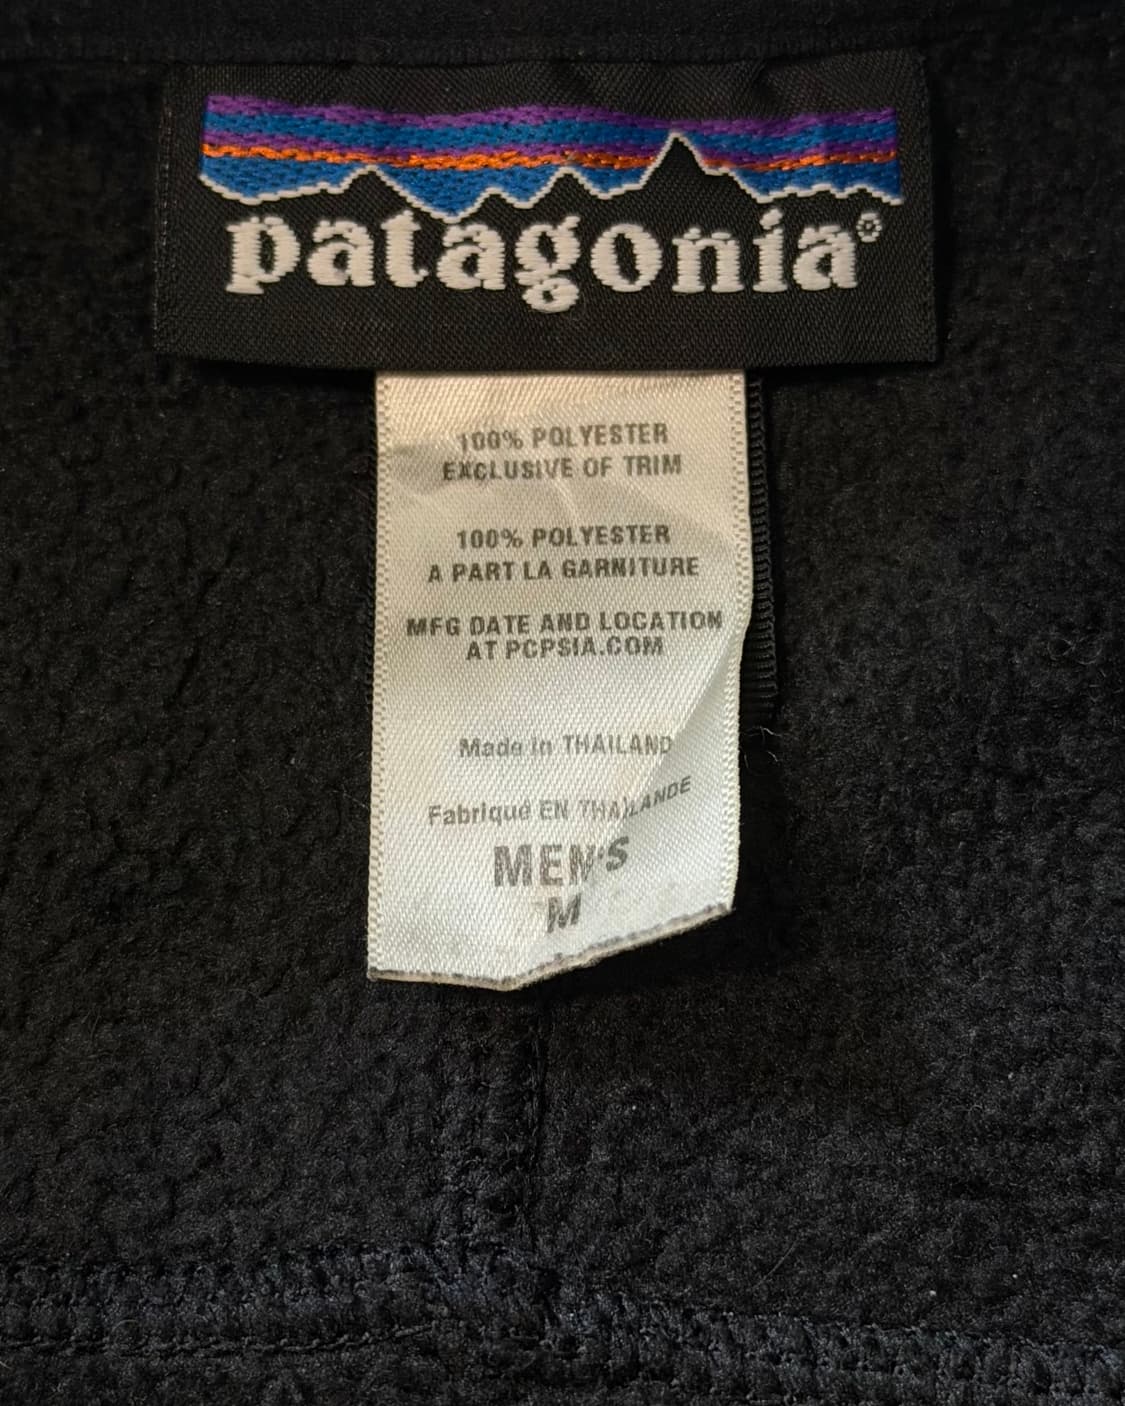 patagonia®
100% POLYESTER
EXCLUSIVE OF TRIM
100% POLYESTER
A PART LA GARNITURE
MFG DATE AND LOCATION
AT PCPSIA.COM
Made in THAILAND
Fabriqué EN THAILANDE
MEN'S
M